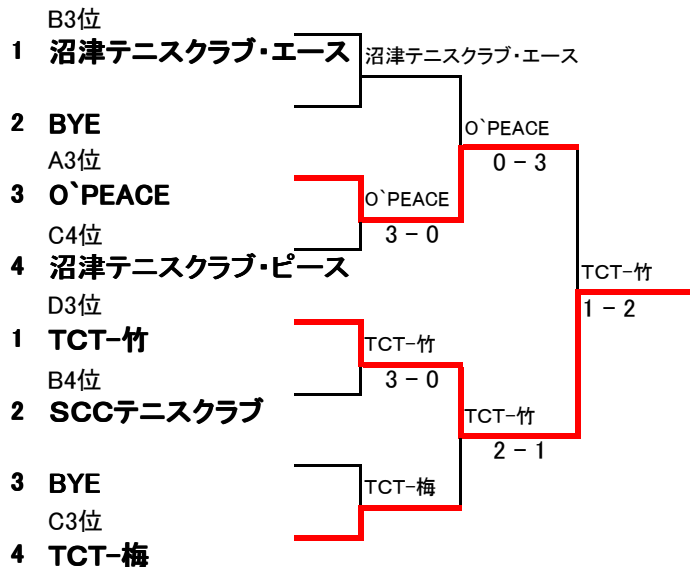 B3位
1 沼津テニスクラブ・エース
沼津テニスクラブ・エース
2 BYE
O`PEACE
0 - 3
A3位
3 O`PEACE
O`PEACE
3 - 0
C4位
4 沼津テニスクラブ・ピース
TCT-竹
1 - 2
D3位
1 TCT-竹
TCT-竹
3 - 0
B4位
2 SCCテニスクラブ
TCT-竹
2 - 1
3 BYE
TCT-梅
C3位
4 TCT-梅